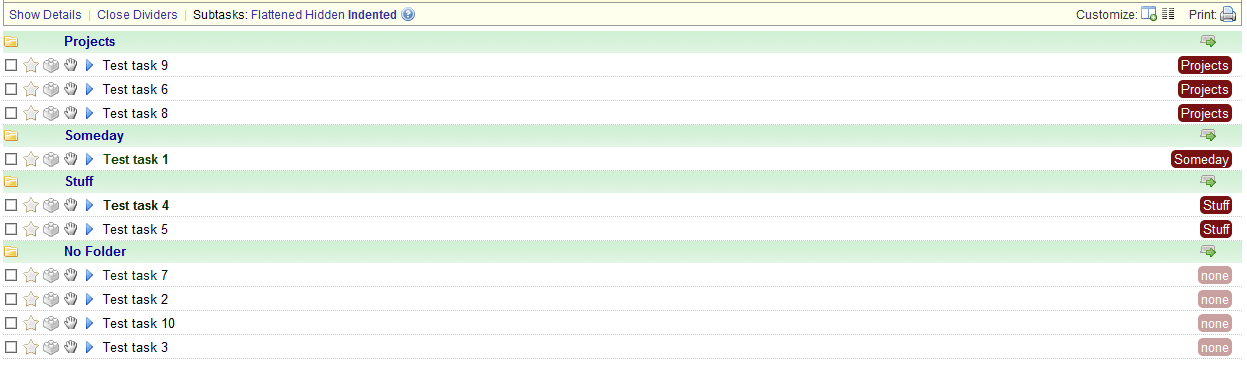 Show Details | Close Dividers | Subtasks: Flattened Hidden Indented ? Customize: Print:
Projects
Test task 9 Projects
Test task 6 Projects
Test task 8 Projects
Someday
Test task 1 Someday
Stuff
Test task 4 Stuff
Test task 5 Stuff
No Folder
Test task 7 none
Test task 2 none
Test task 10 none
Test task 3 none